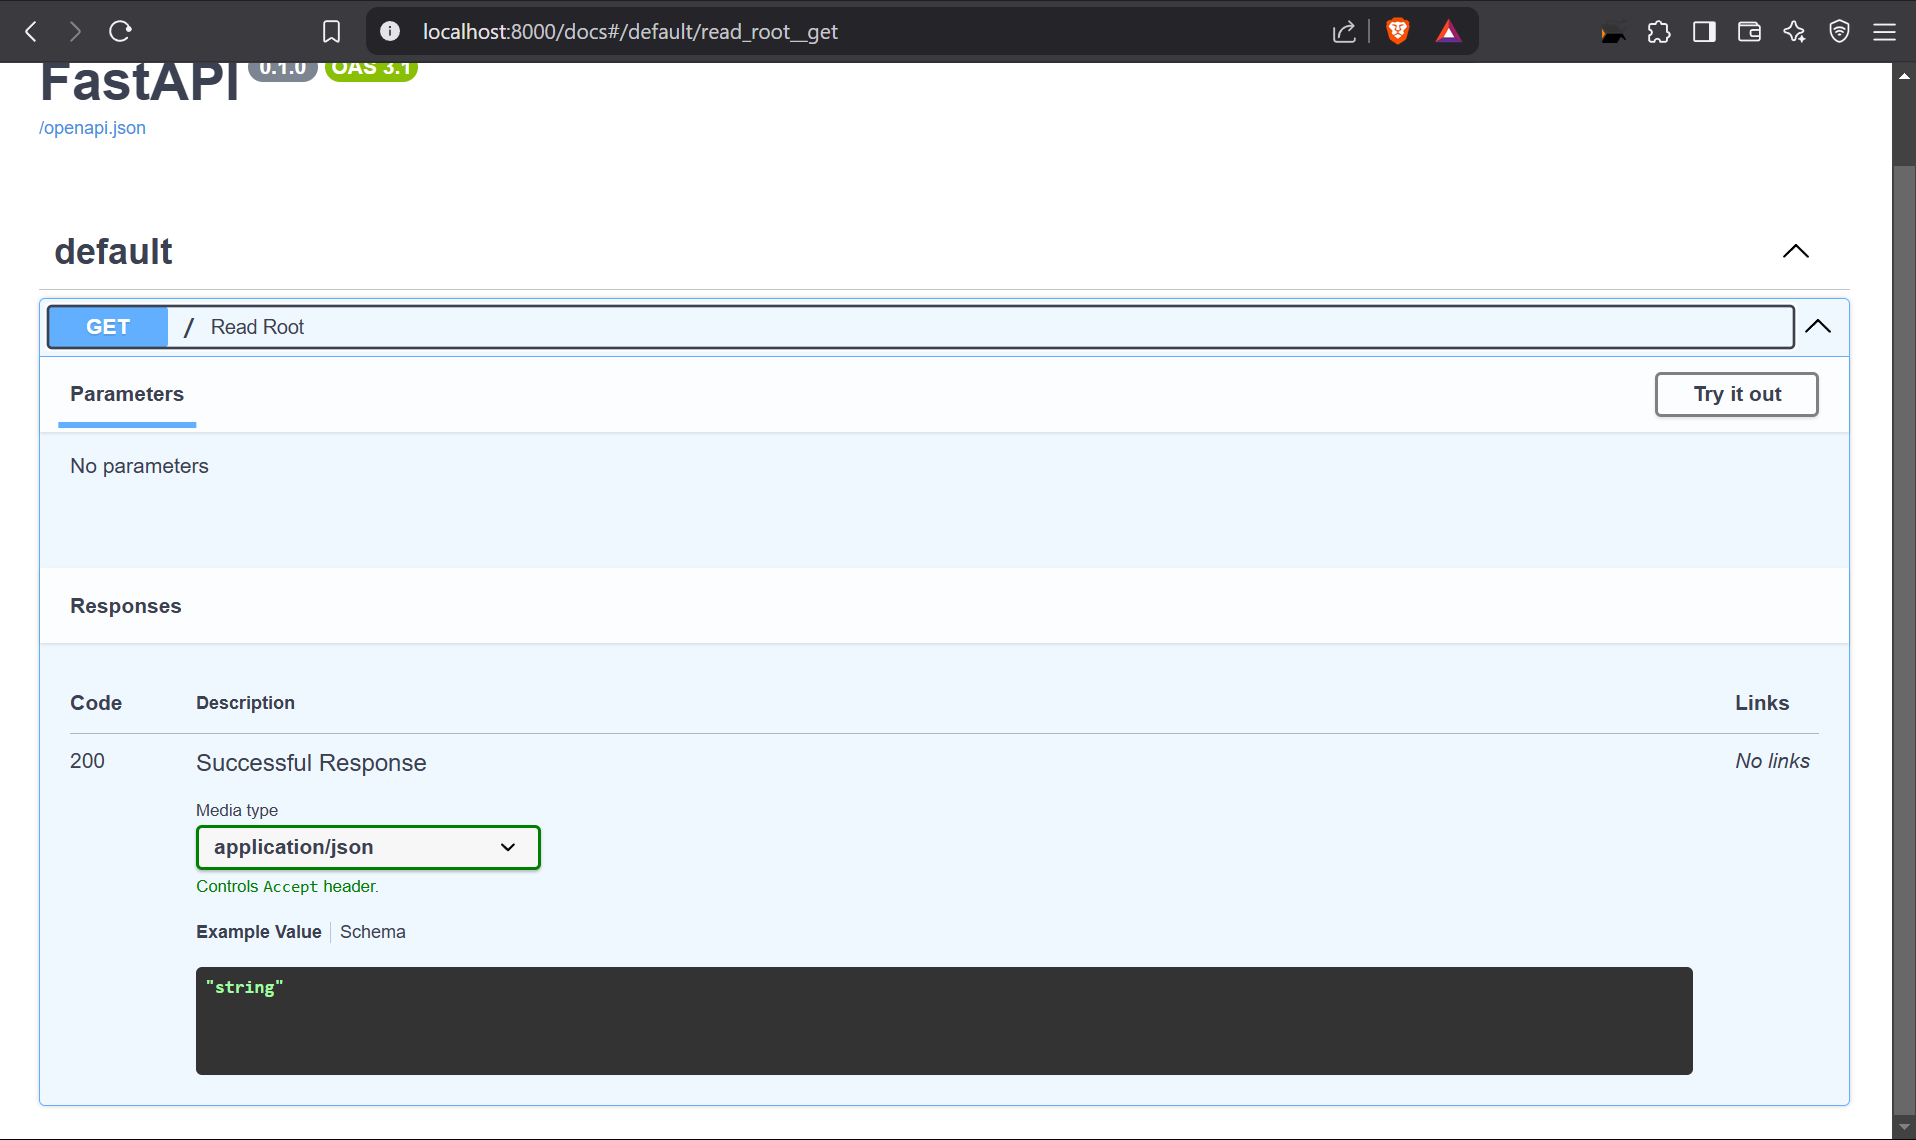 localhost:8000/docs#/default/read_root__get
FastAPI 0.1.0 OAS 3.1
/openapi.json
default
GET / Read Root
Parameters
Try it out
No parameters
Responses
Code Description Links
200 Successful Response No links
Media type
application/json
Controls Accept header.
Example Value Schema
"string"